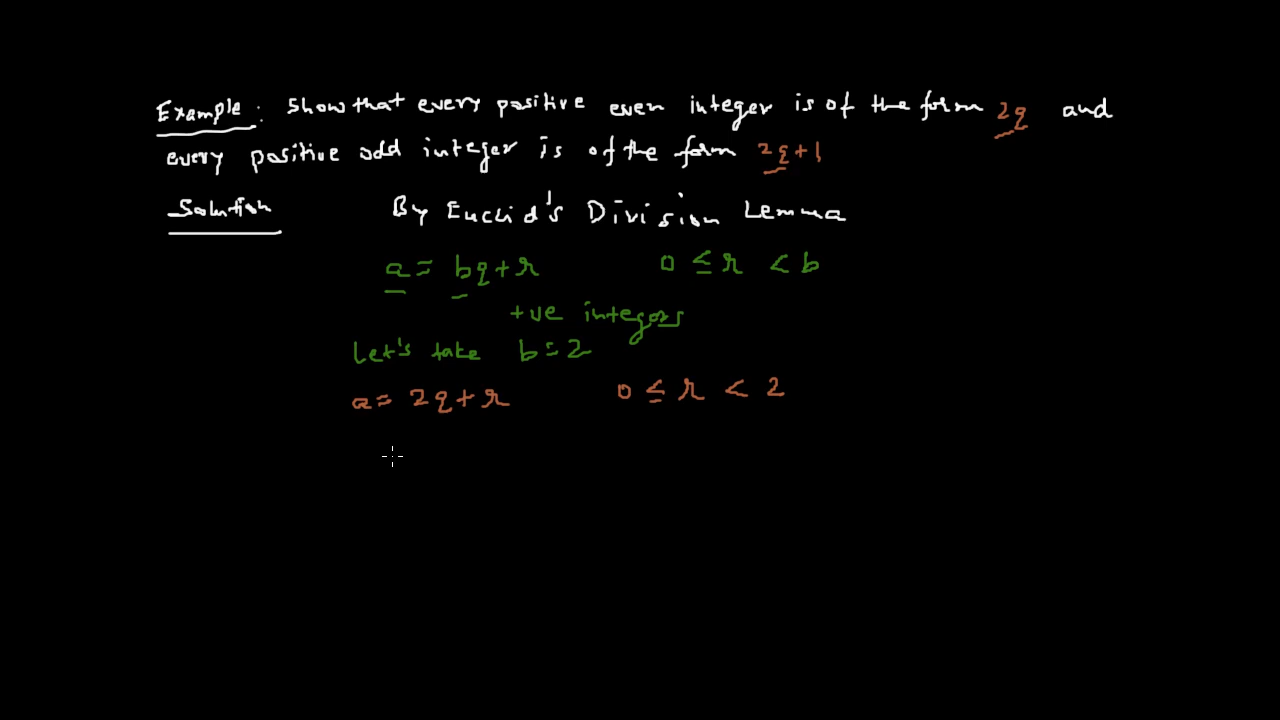 Example: Show that every positive even integer is of the form 2q and
every positive odd integer is of the form 2q+1
Solution By Euclid's Division Lemma
a = bq+r 0 ≤ r < b
+ve integers
Let's take b=2
a= 2q+r 0 ≤ r < 2